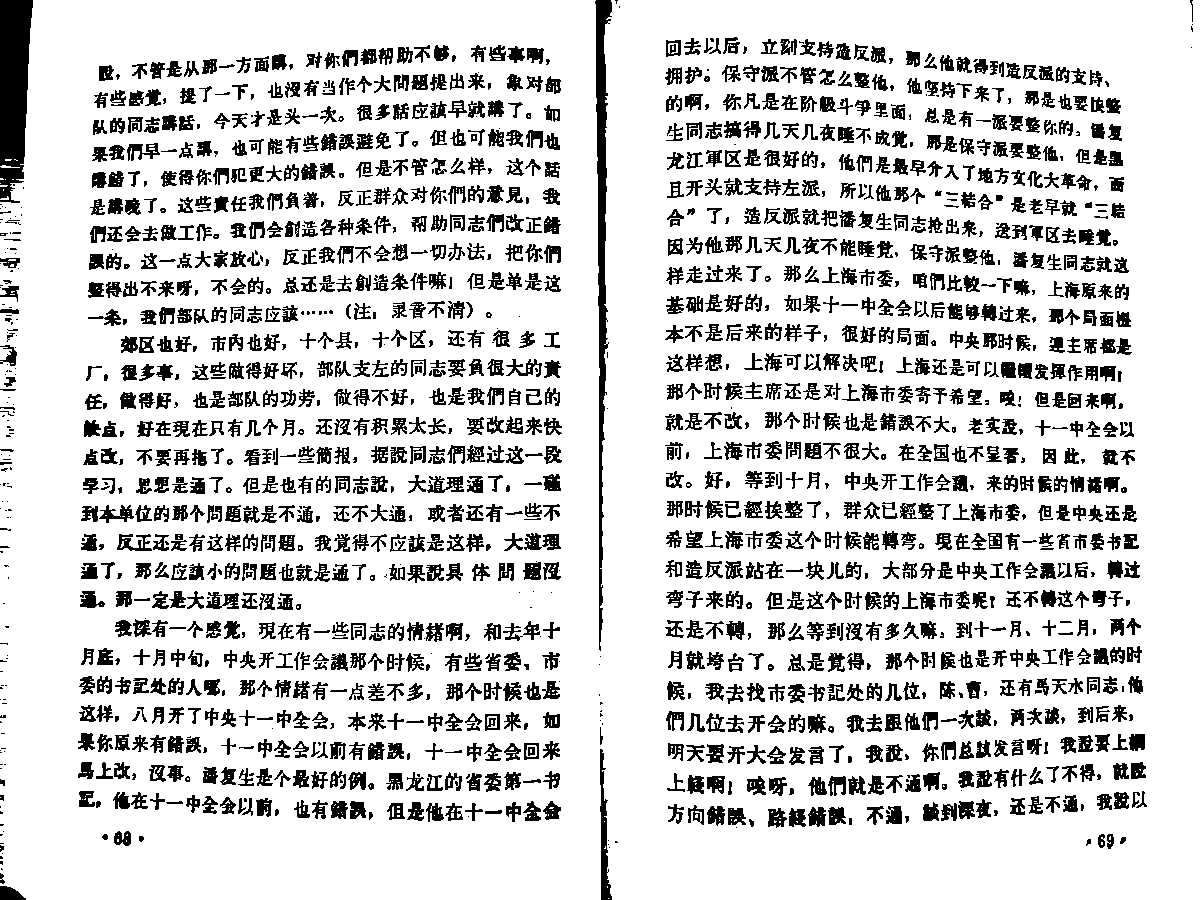 說，不管是从那一方面講，对你們都帮助不够，有些事啊，
有些感覚，提了一下，也沒有当作个大問題提出来，象对部
队的同志講話，今天才是头一次。很多話应該早就講了。如
果我們早一点講，也可能有些錯誤避免了。但也可能我們也
講錯了，使得你們犯更大的錯誤。但是不管怎么样，这个話
是講晚了。这些責任我們負着，反正群众对你們的意見，我
們还会去做工作。我們会創造各种条件，帮助同志們改正錯
誤的。这一点大家放心，反正我們不会想一切办法，把你們
整得出不来呀，不会的。总还是去創造条件嘛！但是单是这
一条，我們部队的同志应該……（注：录音不清）。
郊区也好，市內也好，十个县，十个区，还有很多工
厂，很多事，这些做得好坏，部队支左的同志要負很大的責
任，做得好，也是部队的功劳，做得不好，也是我們自己的
缺点，好在現在只有几个月。还沒有积累太长，要改起来快
点改，不要再拖了。看到一些简报，据說同志們經过这一段
学习，思想是通了。但是也有的同志說，大道理通了，一碰
到本单位的那个問題就是不通，还不大通，或者还有一些不
通，反正还是有这样的問題。我覚得不应該是这样，大道理
通了，那么应該小的問題也就是通了。如果說具体問題沒
通。那一定是大道理还沒通。
我深有一个感覚，現在有一些同志的情緒啊，和去年十
月底，十月中旬，中央开工作会議那个时候，有些省委、市
委的书記处的人哪，那个情緒有一点差不多，那个时候也是
这样，八月开了中央十一中全会，本来十一中全会回来，如
果你原来有錯誤，十一中全会以前有錯誤，十一中全会回来
馬上改，沒事。潘复生是个最好的例。黑龙江的省委第一书
記，他在十一中全会以前，也有錯誤，但是他在十一中全会
·68·
回去以后，立刻支持造反派，那么他就得到造反派的支持、
拥护。保守派不管怎么整他，他坚持下来了，那是也要挨整
的啊，你凡是在阶級斗争里面，总是有一派要整你的。潘复
生同志搞得几天几夜睡不成觉，那是保守派要整他，但是黑
龙江軍区是很好的，他們是最早介入了地方文化大革命，而
且开头就支持左派，所以他那个“三結合”是老早就“三結
合”了，造反派就把潘复生同志抢出来，送到軍区去睡覚。
因为他那几天几夜不能睡觉，保守派整他，潘复生同志就这
样走过来了。那么上海市委，咱們比較一下嘛，上海原来的
基础是好的，如果十一中全会以后能够轉过来，那个局面根
本不是后来的样子，很好的局面。中央那时候，連主席都是
这样想，上海可以解决吧！上海还是可以继續发揮作用啊！
那个时候主席还是对上海市委寄予希望。唉！但是回来啊，
就是不改，那个时候也是錯誤不大。老实說，十一中全会以
前，上海市委問題不很大。在全国也不显著，因此，就不
改。好，等到十月，中央开工作会議，来的时候的情緒啊。
那时候已經挨整了，群众已經整了上海市委，但是中央还是
希望上海市委这个时候能轉弯。現在全国有一些省市委书記
和造反派站在一块儿的，大部分是中央工作会議以后，轉过
弯子来的。但是这个时候的上海市委呢！还不轉这个弯子，
还是不轉，那么等到沒有多久嘛，到十一月、十二月，两个
月就垮台了。总是覚得，那个时候也是开中央工作会議的时
候，我去找市委书記处的几位，陈、曹，还有馬天水同志，他
們几位去开会的嘛。我去跟他們一次談，两次談，到后来，
明天要开大会发言了，我說，你們总該发言呀！我說要上綱
上綫啊！唉呀，他們就是不通啊。我說有什么了不得，就說
方向錯誤、路綫錯誤，不通，談到深夜，还是不通，我說以
·69·